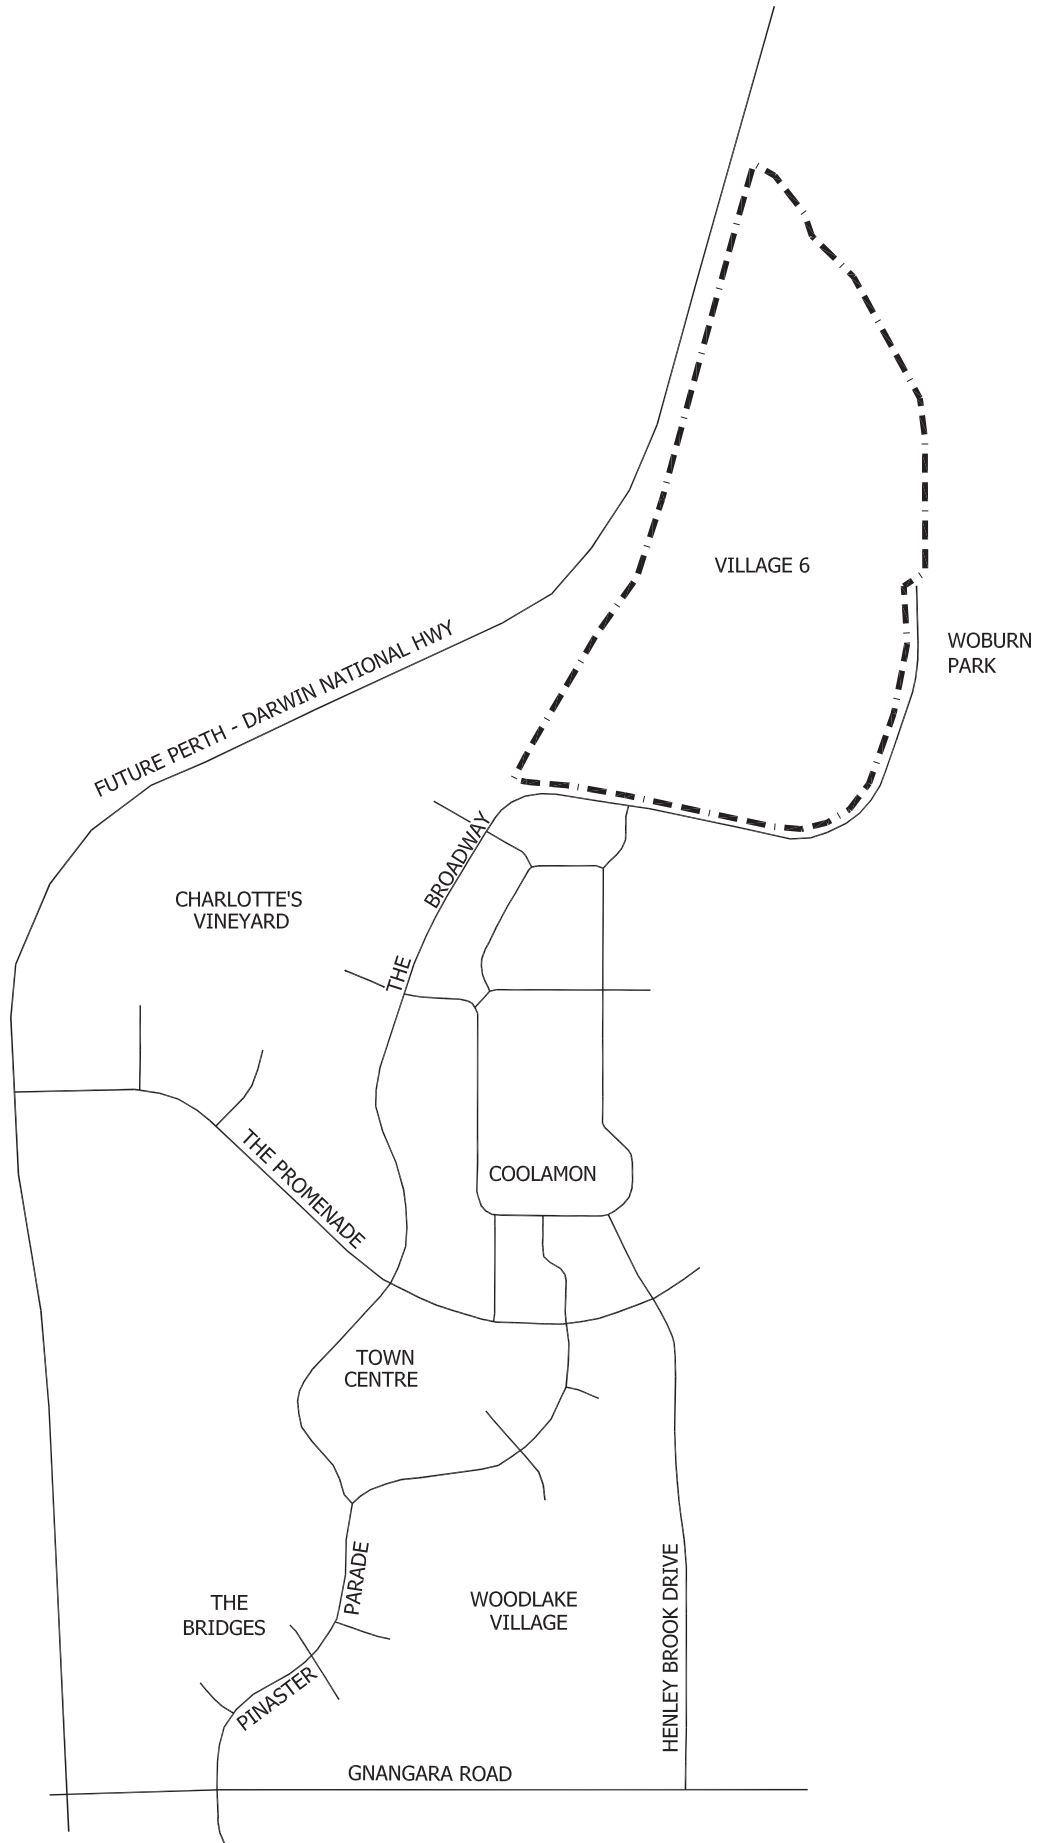 VILLAGE 6
WOBURN
PARK
FUTURE PERTH - DARWIN NATIONAL HWY
THE BROADWAY
CHARLOTTE'S
VINEYARD
THE PROMENADE
COOLAMON
TOWN
CENTRE
THE
BRIDGES
PINASTER PARADE
WOODLAKE
VILLAGE
HENLEY BROOK DRIVE
GNANGARA ROAD